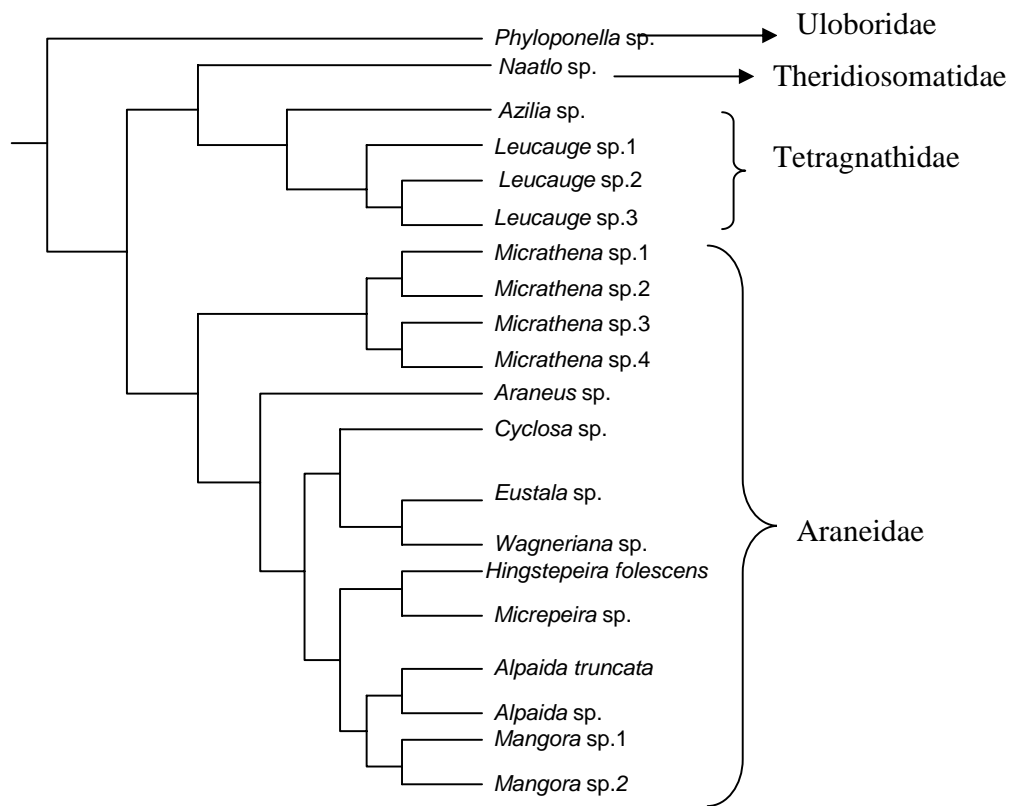 Phyloponella sp. Uloboridae
Naatlo sp. Theridiosomatidae
Azilia sp.
Leucauge sp.1
Tetragnathidae
Leucauge sp.2
Leucauge sp.3
Micrathena sp.1
Micrathena sp.2
Micrathena sp.3
Micrathena sp.4
Araneus sp.
Cyclosa sp.
Eustala sp.
Araneidae
Wagneriana sp.
Hingstepeira folescens
Micrepeira sp.
Alpaida truncata
Alpaida sp.
Mangora sp.1
Mangora sp.2